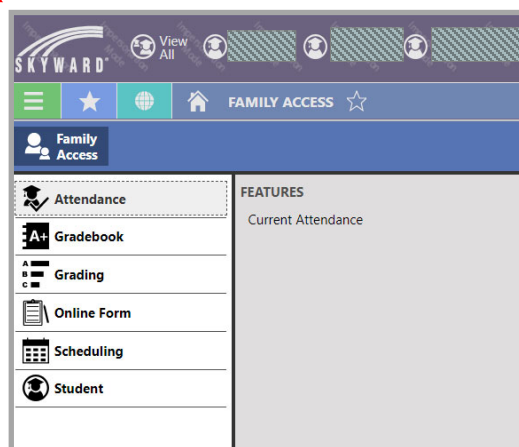 SKYWARD
View
All
FAMILY ACCESS
Family
Access
Attendance
FEATURES
Current Attendance
A+ Gradebook
A
B
C
Grading
Online Form
Scheduling
Student